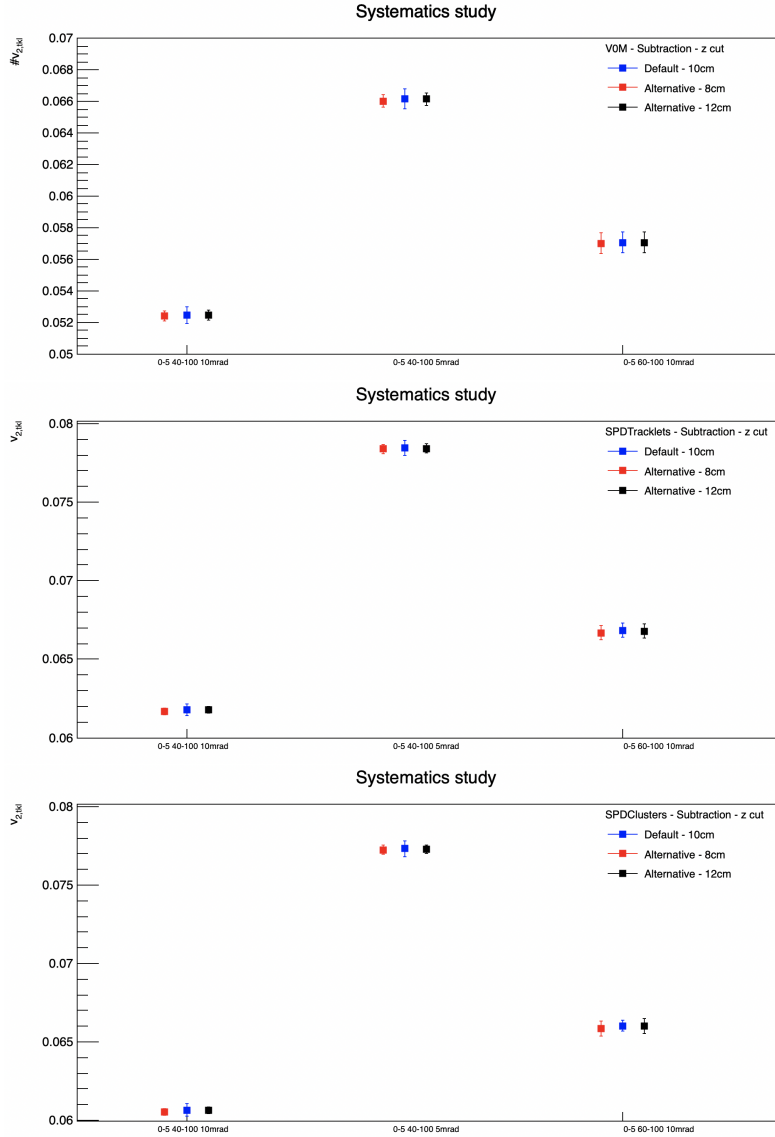 Systematics study
#v2,tkl
0.07
0.068
0.066
0.064
0.062
0.06
0.058
0.056
0.054
0.052
0.05
V0M - Subtraction - z cut
Default - 10cm
Alternative - 8cm
Alternative - 12cm
0-5 40-100 10mrad
0-5 40-100 5mrad
0-5 60-100 10mrad
Systematics study
v2,tkl
0.08
0.075
0.07
0.065
0.06
SPDTracklets - Subtraction - z cut
Default - 10cm
Alternative - 8cm
Alternative - 12cm
0-5 40-100 10mrad
0-5 40-100 5mrad
0-5 60-100 10mrad
Systematics study
v2,tkl
0.08
0.075
0.07
0.065
0.06
SPDClusters - Subtraction - z cut
Default - 10cm
Alternative - 8cm
Alternative - 12cm
0-5 40-100 10mrad
0-5 40-100 5mrad
0-5 60-100 10mrad